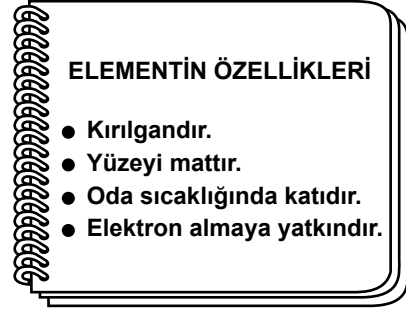 ELEMENTİN ÖZELLİKLERİ
● Kırılgandır.
● Yüzeyi mattır.
● Oda sıcaklığında katıdır.
● Elektron almaya yatkındır.